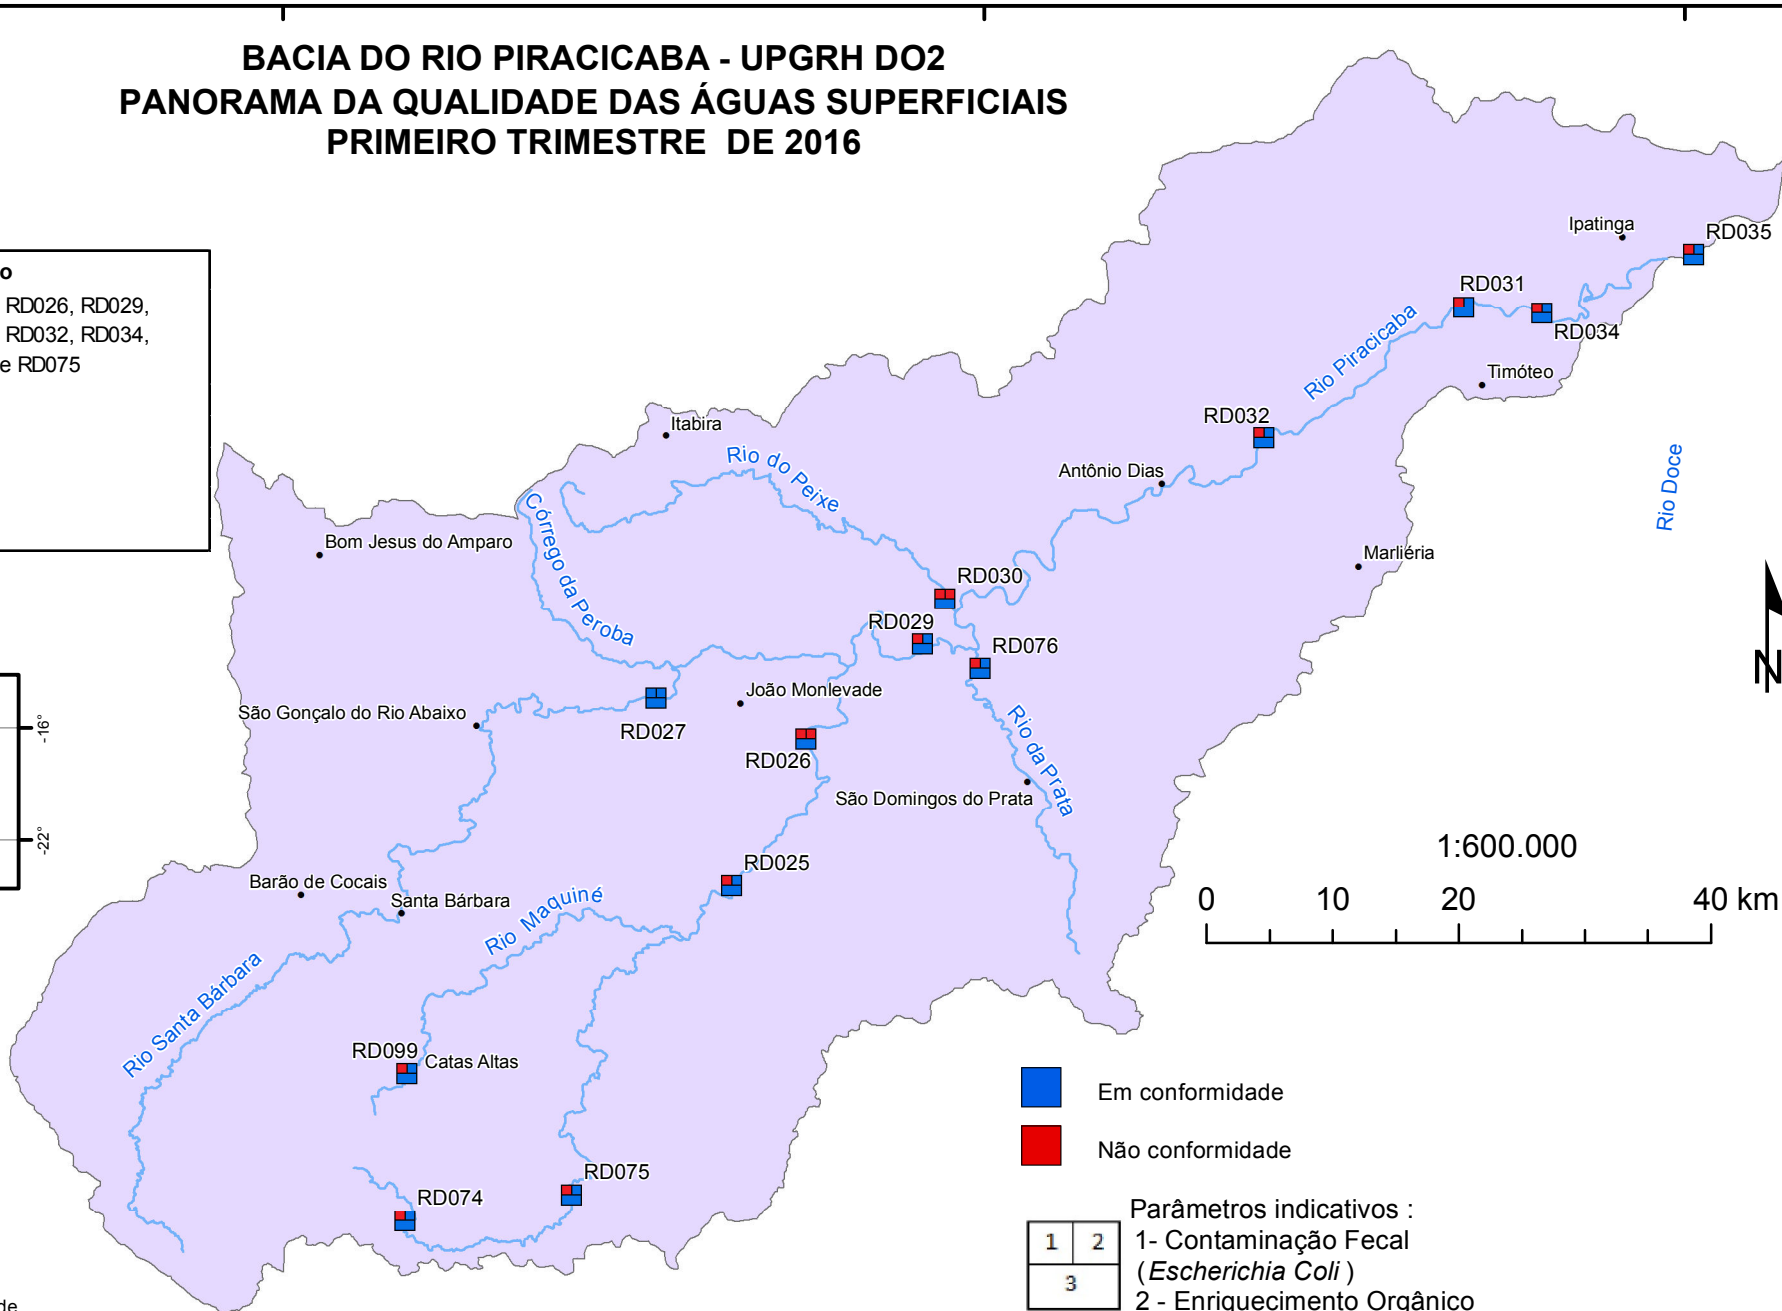 BACIA DO RIO PIRACICABA - UPGRH DO2
PANORAMA DA QUALIDADE DAS ÁGUAS SUPERFICIAIS
PRIMEIRO TRIMESTRE DE 2016
RD026, RD029,
RD032, RD034,
e RD075
Ipatinga
RD035
RD031
RD034
Rio Piracicaba
Timóteo
RD032
Itabira
Rio do Peixe
Antônio Dias
Rio Doce
Córrego da Peroba
Bom Jesus do Amparo
Marliéria
RD030
RD029
RD076
N
João Monlevade
São Gonçalo do Rio Abaixo
RD027
-16°
Rio da Prata
RD026
São Domingos do Prata
-22°
1:600.000
RD025
Barão de Cocais
Santa Bárbara
0 10 20 40 km
Rio Maquiné
Rio Santa Bárbara
RD099
Catas Altas
Em conformidade
Não conformidade
RD075
RD074
Parâmetros indicativos :
1 2
3
1- Contaminação Fecal
(Escherichia Coli )
2 - Enriquecimento Orgânico